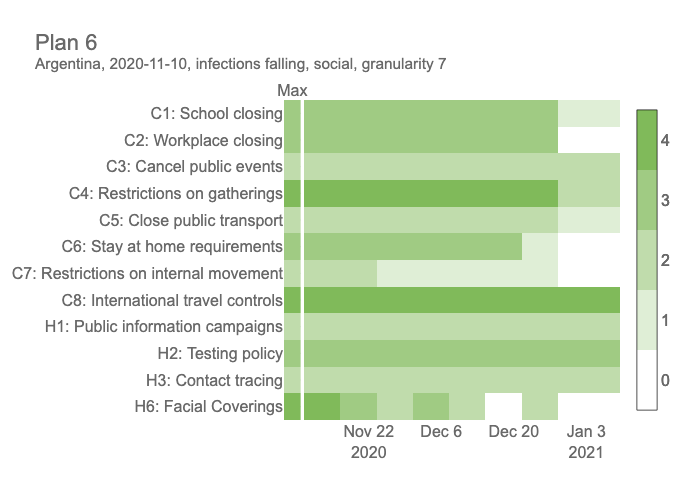 Plan 6
Argentina, 2020-11-10, infections falling, social, granularity 7
Max
C1: School closing
C2: Workplace closing
C3: Cancel public events
C4: Restrictions on gatherings
C5: Close public transport
C6: Stay at home requirements
C7: Restrictions on internal movement
C8: International travel controls
H1: Public information campaigns
H2: Testing policy
H3: Contact tracing
H6: Facial Coverings
Nov 22 Dec 6 Dec 20 Jan 3
2020 2021
4
3
2
1
0